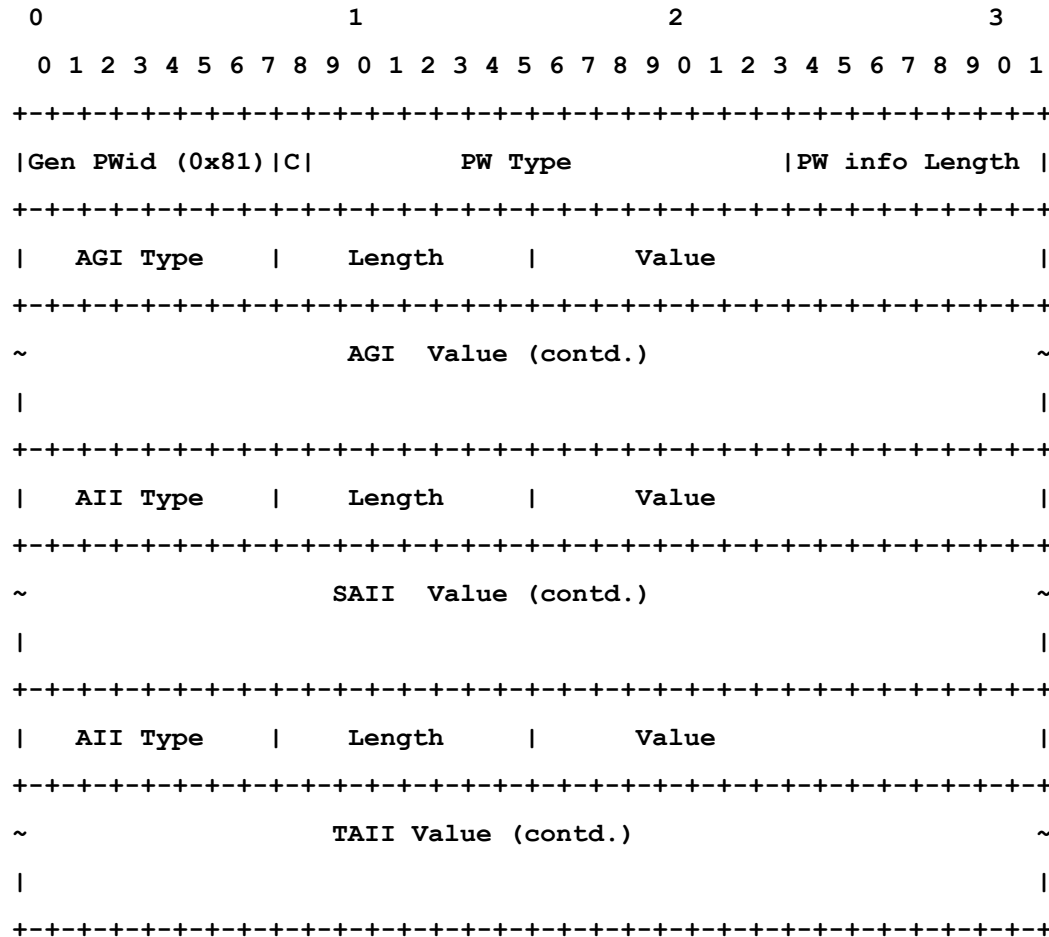 0                   1                   2                   3
  0 1 2 3 4 5 6 7 8 9 0 1 2 3 4 5 6 7 8 9 0 1 2 3 4 5 6 7 8 9 0 1
+-+-+-+-+-+-+-+-+-+-+-+-+-+-+-+-+-+-+-+-+-+-+-+-+-+-+-+-+-+-+-+-+
|Gen PWid (0x81)|C|         PW Type             |PW info Length |
+-+-+-+-+-+-+-+-+-+-+-+-+-+-+-+-+-+-+-+-+-+-+-+-+-+-+-+-+-+-+-+-+
|   AGI Type    |    Length     |      Value                    |
+-+-+-+-+-+-+-+-+-+-+-+-+-+-+-+-+-+-+-+-+-+-+-+-+-+-+-+-+-+-+-+-+
~                    AGI  Value (contd.)                        ~
|                                                               |
+-+-+-+-+-+-+-+-+-+-+-+-+-+-+-+-+-+-+-+-+-+-+-+-+-+-+-+-+-+-+-+-+
|   AII Type    |    Length     |      Value                    |
+-+-+-+-+-+-+-+-+-+-+-+-+-+-+-+-+-+-+-+-+-+-+-+-+-+-+-+-+-+-+-+-+
~                   SAII  Value (contd.)                        ~
|                                                               |
+-+-+-+-+-+-+-+-+-+-+-+-+-+-+-+-+-+-+-+-+-+-+-+-+-+-+-+-+-+-+-+-+
|   AII Type    |    Length     |      Value                    |
+-+-+-+-+-+-+-+-+-+-+-+-+-+-+-+-+-+-+-+-+-+-+-+-+-+-+-+-+-+-+-+-+
~                   TAII Value (contd.)                         ~
|                                                               |
+-+-+-+-+-+-+-+-+-+-+-+-+-+-+-+-+-+-+-+-+-+-+-+-+-+-+-+-+-+-+-+-+